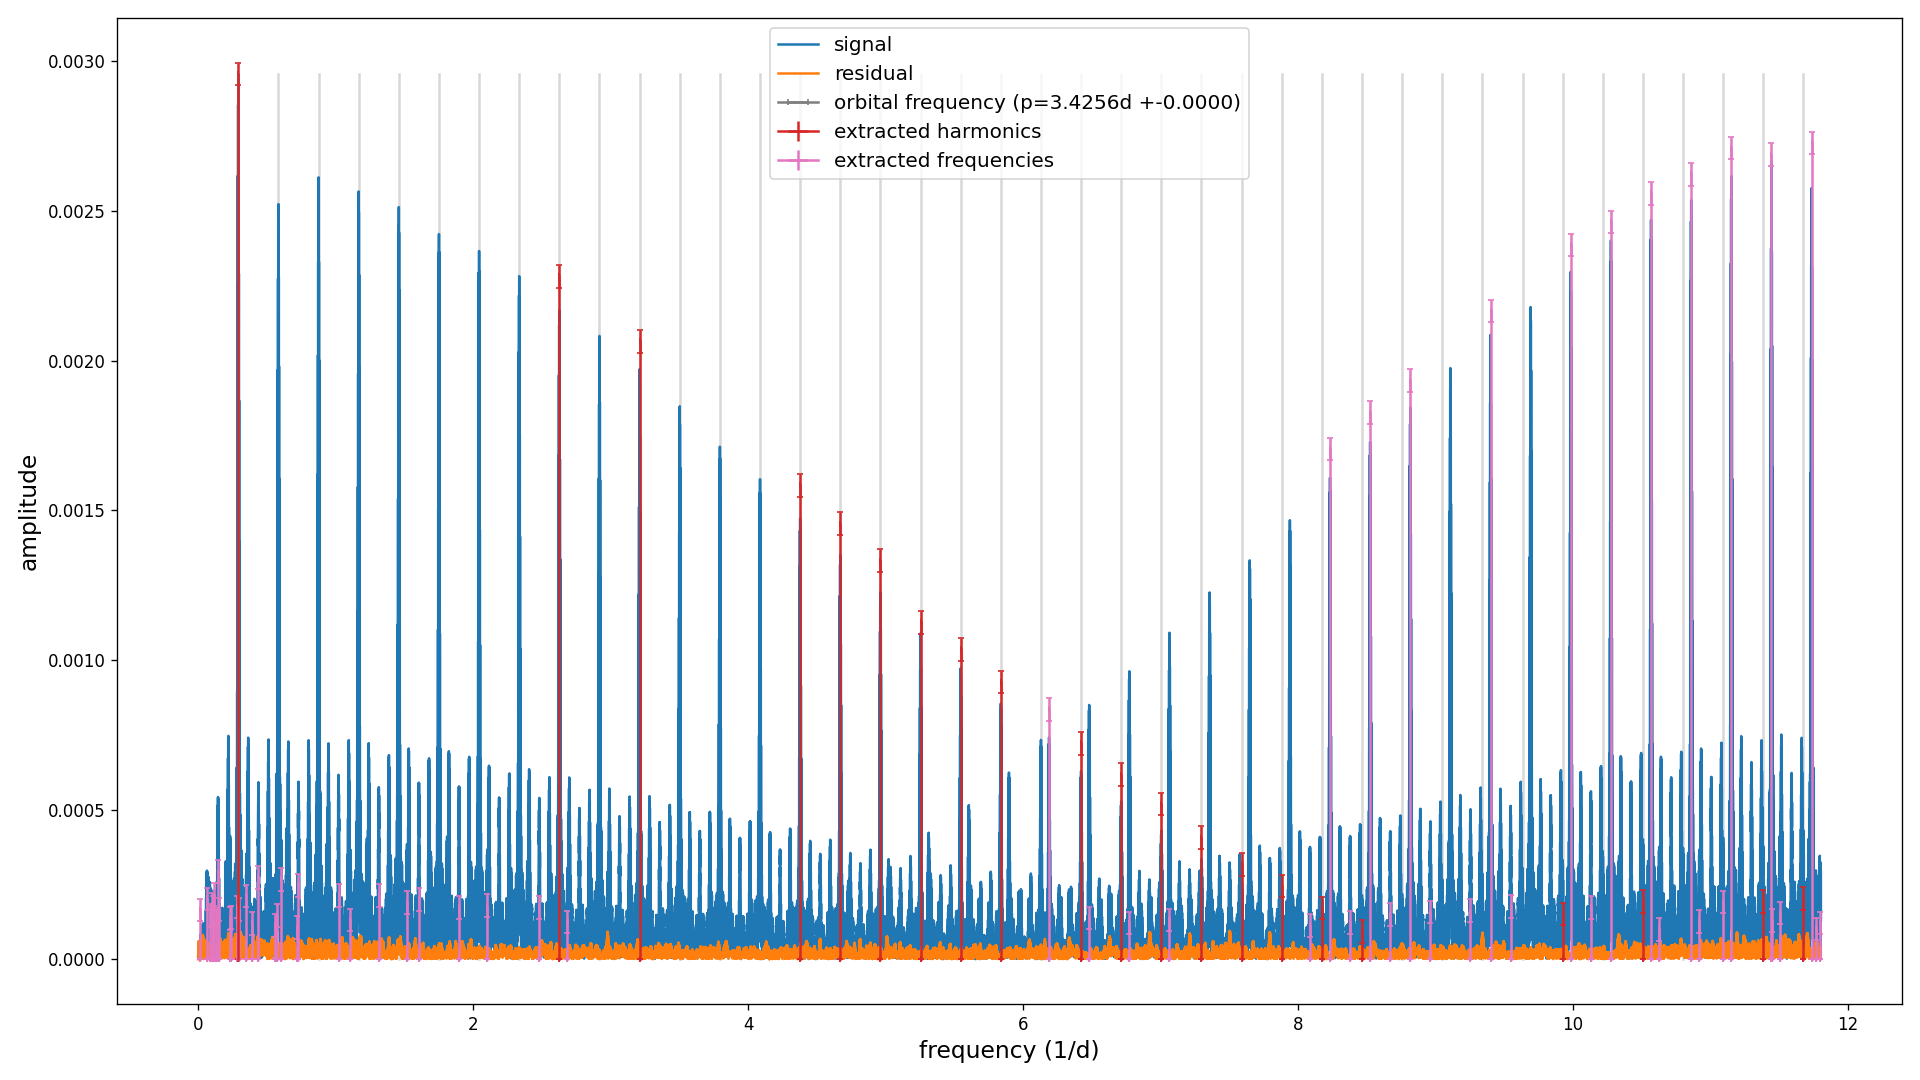 0.0030
0.0025
0.0020
0.0015
0.0010
0.0005
0.0000
amplitude
signal
residual
orbital frequency (p=3.4256d +-0.0000)
extracted harmonics
extracted frequencies
0 2 4 6 8 10 12
frequency (1/d)